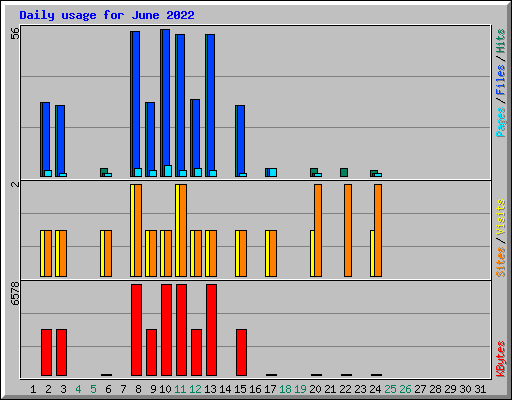 Daily usage for June 2022
56
Pages / Files / Hits
2
Sites / Visits
6578
KBytes
1 2 3 4 5 6 7 8 9 10 11 12 13 14 15 16 17 18 19 20 21 22 23 24 25 26 27 28 29 30 31